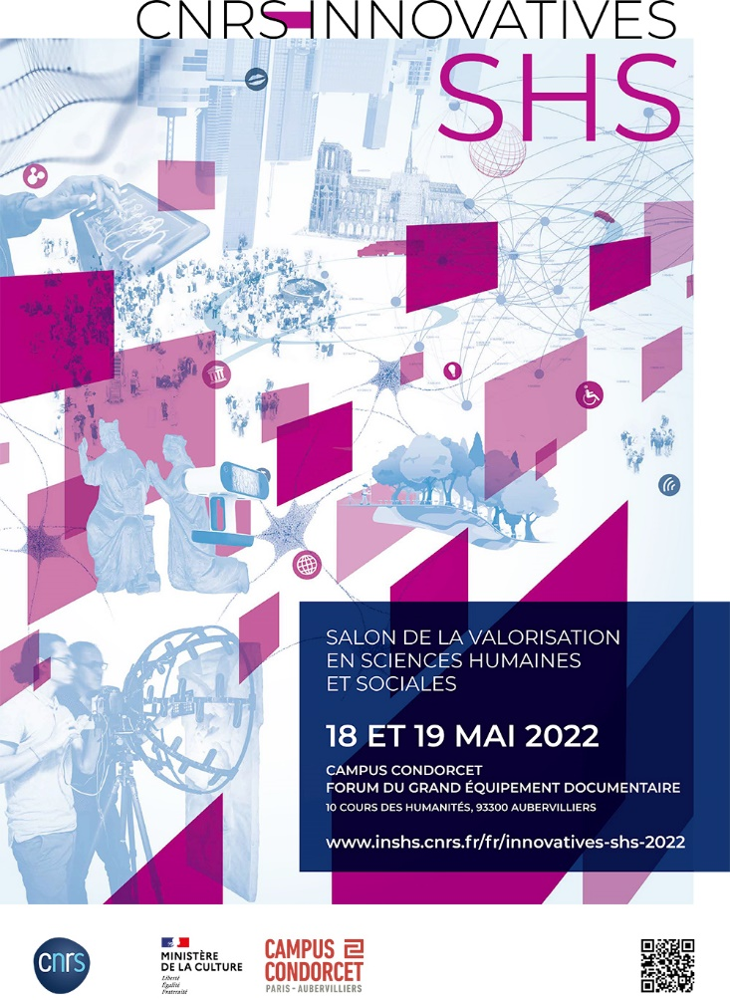 CNRS-INNOVATIVES
SHS
SALON DE LA VALORISATION
EN SCIENCES HUMAINES
ET SOCIALES
18 ET 19 MAI 2022
CAMPUS CONDORCET
FORUM DU GRAND ÉQUIPEMENT DOCUMENTAIRE
10 COURS DES HUMANITÉS, 93300 AUBERVILLIERS
www.inshs.cnrs.fr/fr/innovatives-shs-2022
cnrs
MINISTÈRE
DE LA CULTURE
Liberté
Égalité
Fraternité
CAMPUS
CONDORCET
PARIS - AUBERVILLIERS